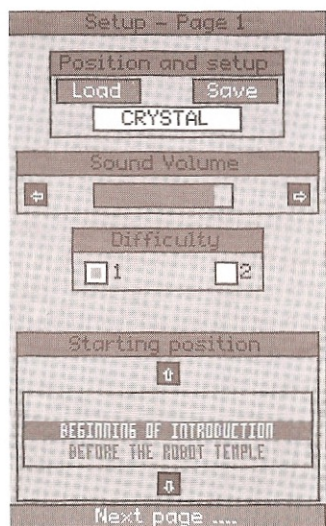 Setup - Page 1
Position and setup
Load Save
CRYSTAL
Sound Volume
Difficulty
1 2
Starting position
BEGINNING OF INTRODUCTION
BEFORE THE ROBOT TEMPLE
Next page ....